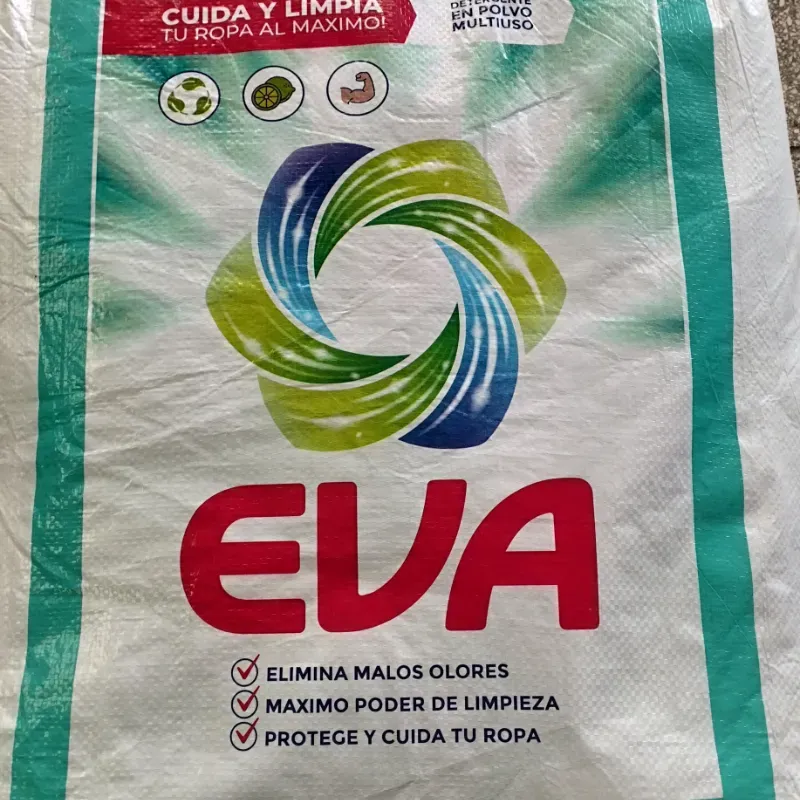 CUIDA Y LIMPIA
TU ROPA AL MAXIMO!
DETERGENTE
EN POLVO
MULTIUSO
EVA
ELIMINA MALOS OLORES
MAXIMO PODER DE LIMPIEZA
PROTEGE Y CUIDA TU ROPA